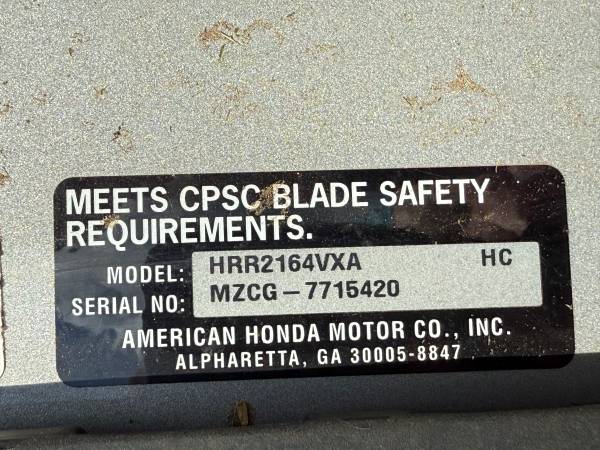 MEETS CPSC BLADE SAFETY
REQUIREMENTS.
MODEL: HRR2164VXA HC
SERIAL NO: MZCG-7715420
AMERICAN HONDA MOTOR CO., INC.
ALPHARETTA, GA 30005-8847